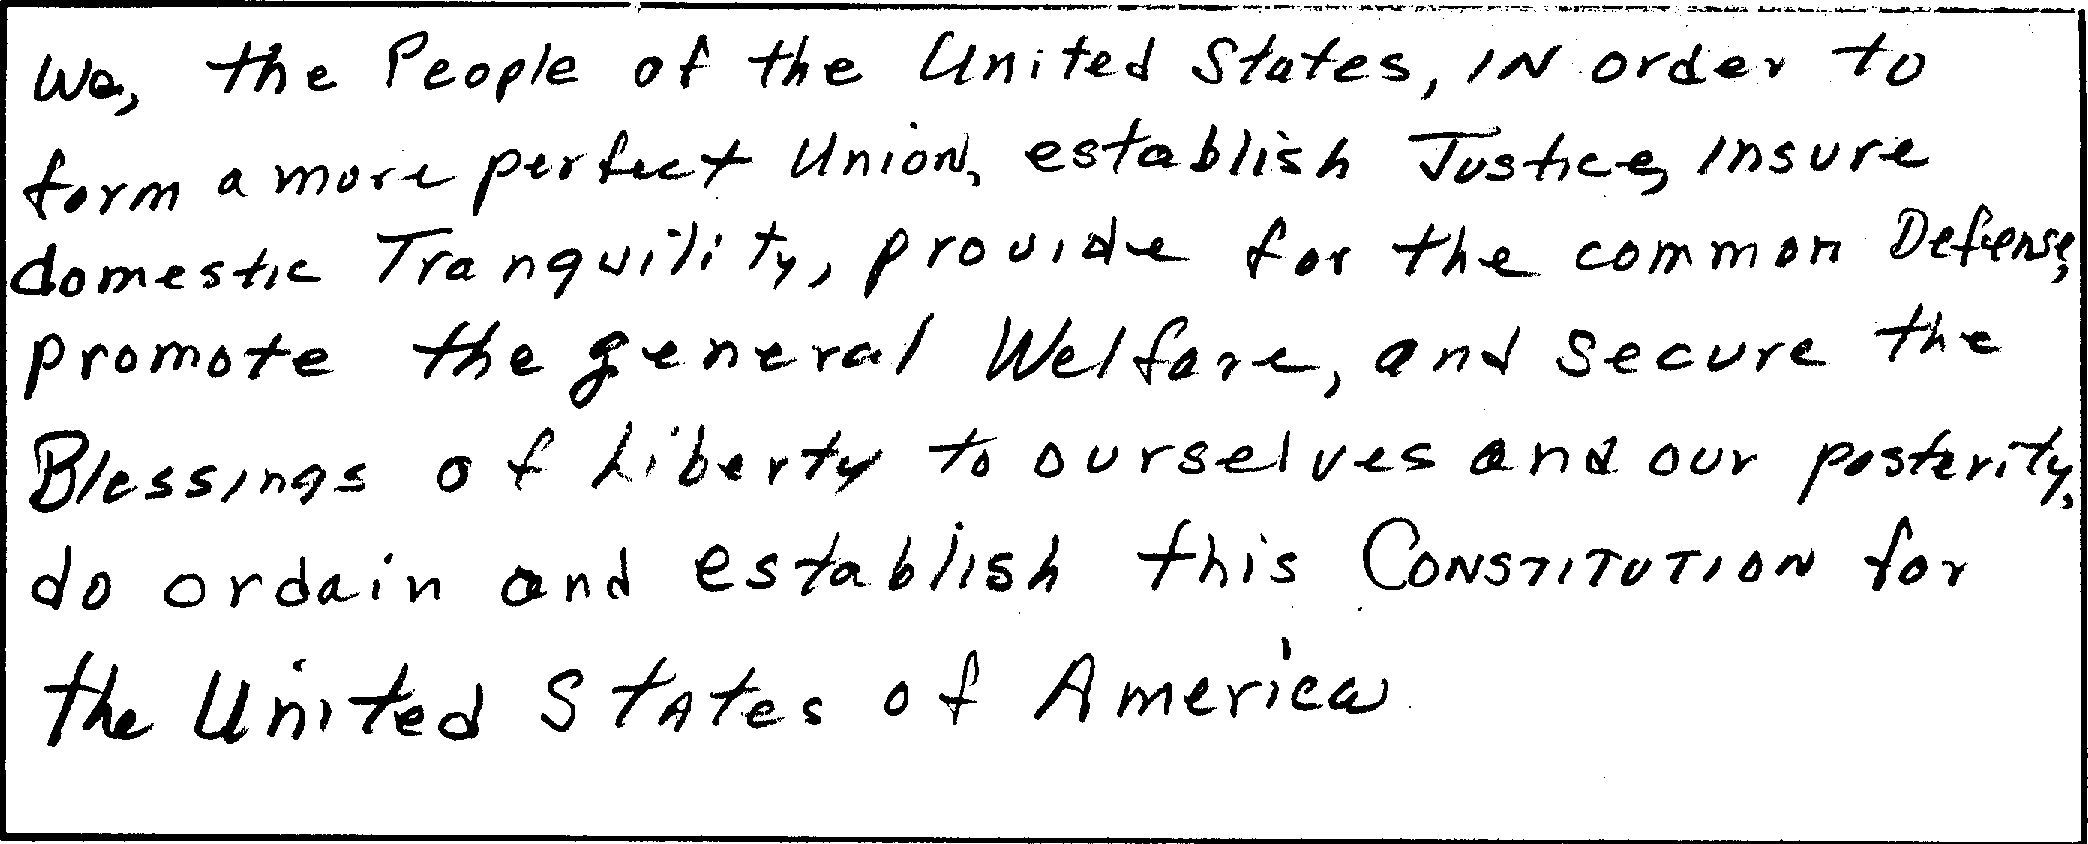 We, the People of the United States, IN order to
form a more perfect Union, establish Justice, insure
domestic Tranquility, provide for the common Defense,
promote the general Welfare, and secure the
Blessings of Liberty to ourselves and our posterity,
do ordain and establish this CONSTITUTION for
the United StAtes of America